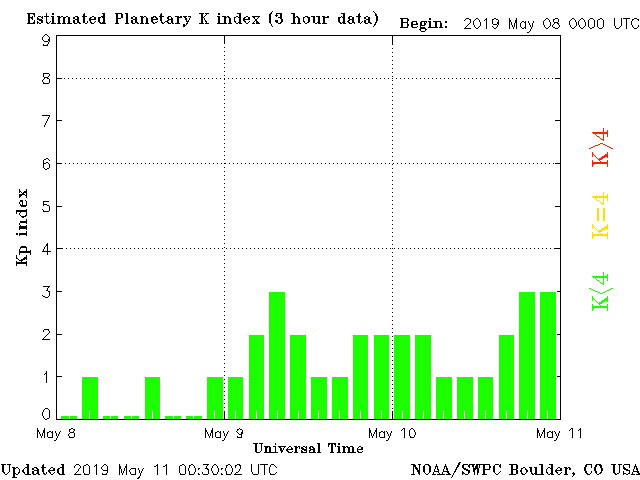 Estimated Planetary K index (3 hour data)
Begin: 2019 May 08 0000 UTC
9
8
7
6
5
4
3
2
1
0
Kp index
May 8
May 9
May 10
May 11
Universal Time
K>4
K=4
K<4
Updated 2019 May 11 00:30:02 UTC
NOAA/SWPC Boulder, CO USA